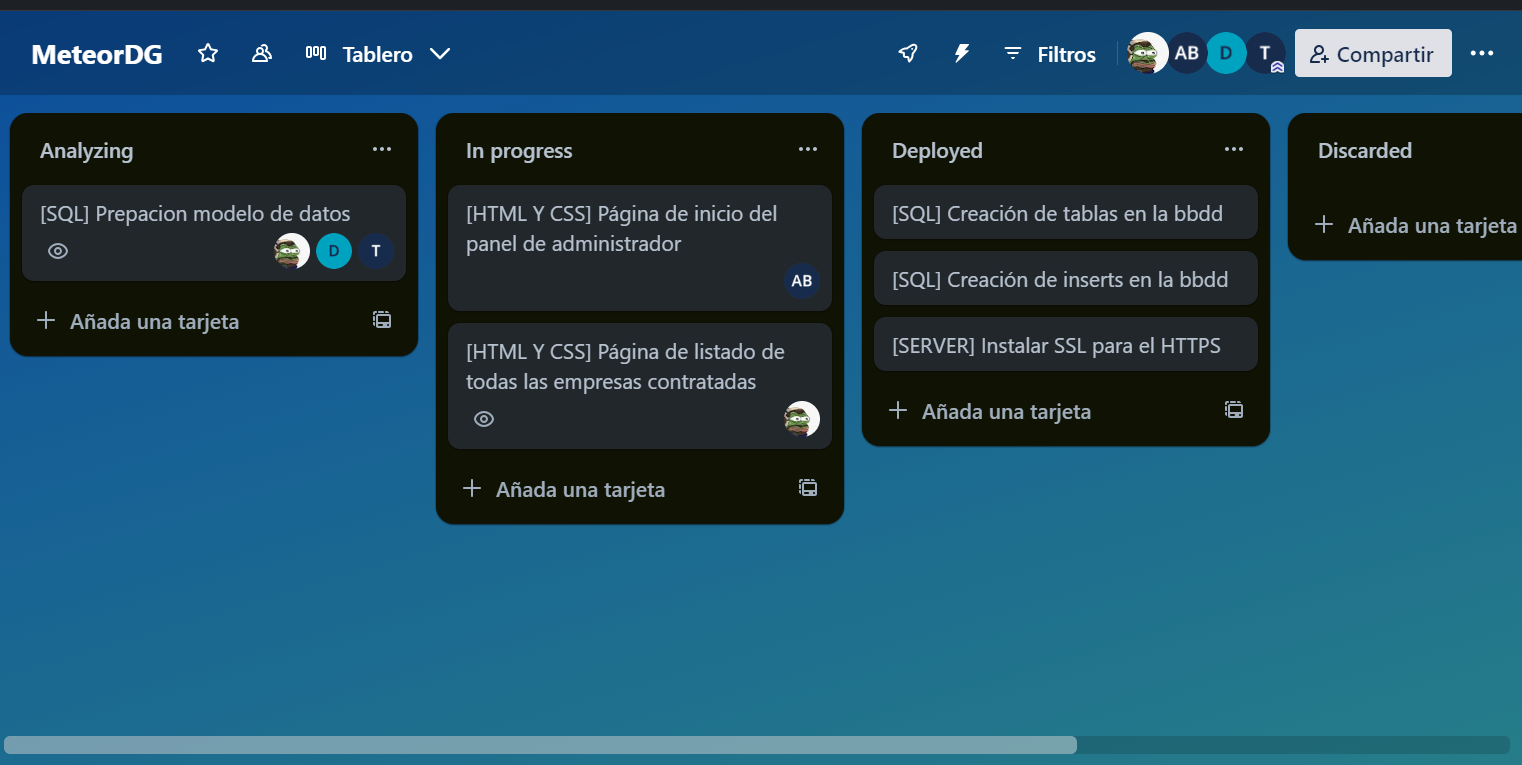 MeteorDG Tablero Filtros AB D T Compartir
Analyzing
[SQL] Prepacion modelo de datos
D T
Añada una tarjeta
In progress
[HTML Y CSS] Página de inicio del
panel de administrador
AB
[HTML Y CSS] Página de listado de
todas las empresas contratadas
Añada una tarjeta
Deployed
[SQL] Creación de tablas en la bbdd
[SQL] Creación de inserts en la bbdd
[SERVER] Instalar SSL para el HTTPS
Añada una tarjeta
Discarded
Añada una tarjeta